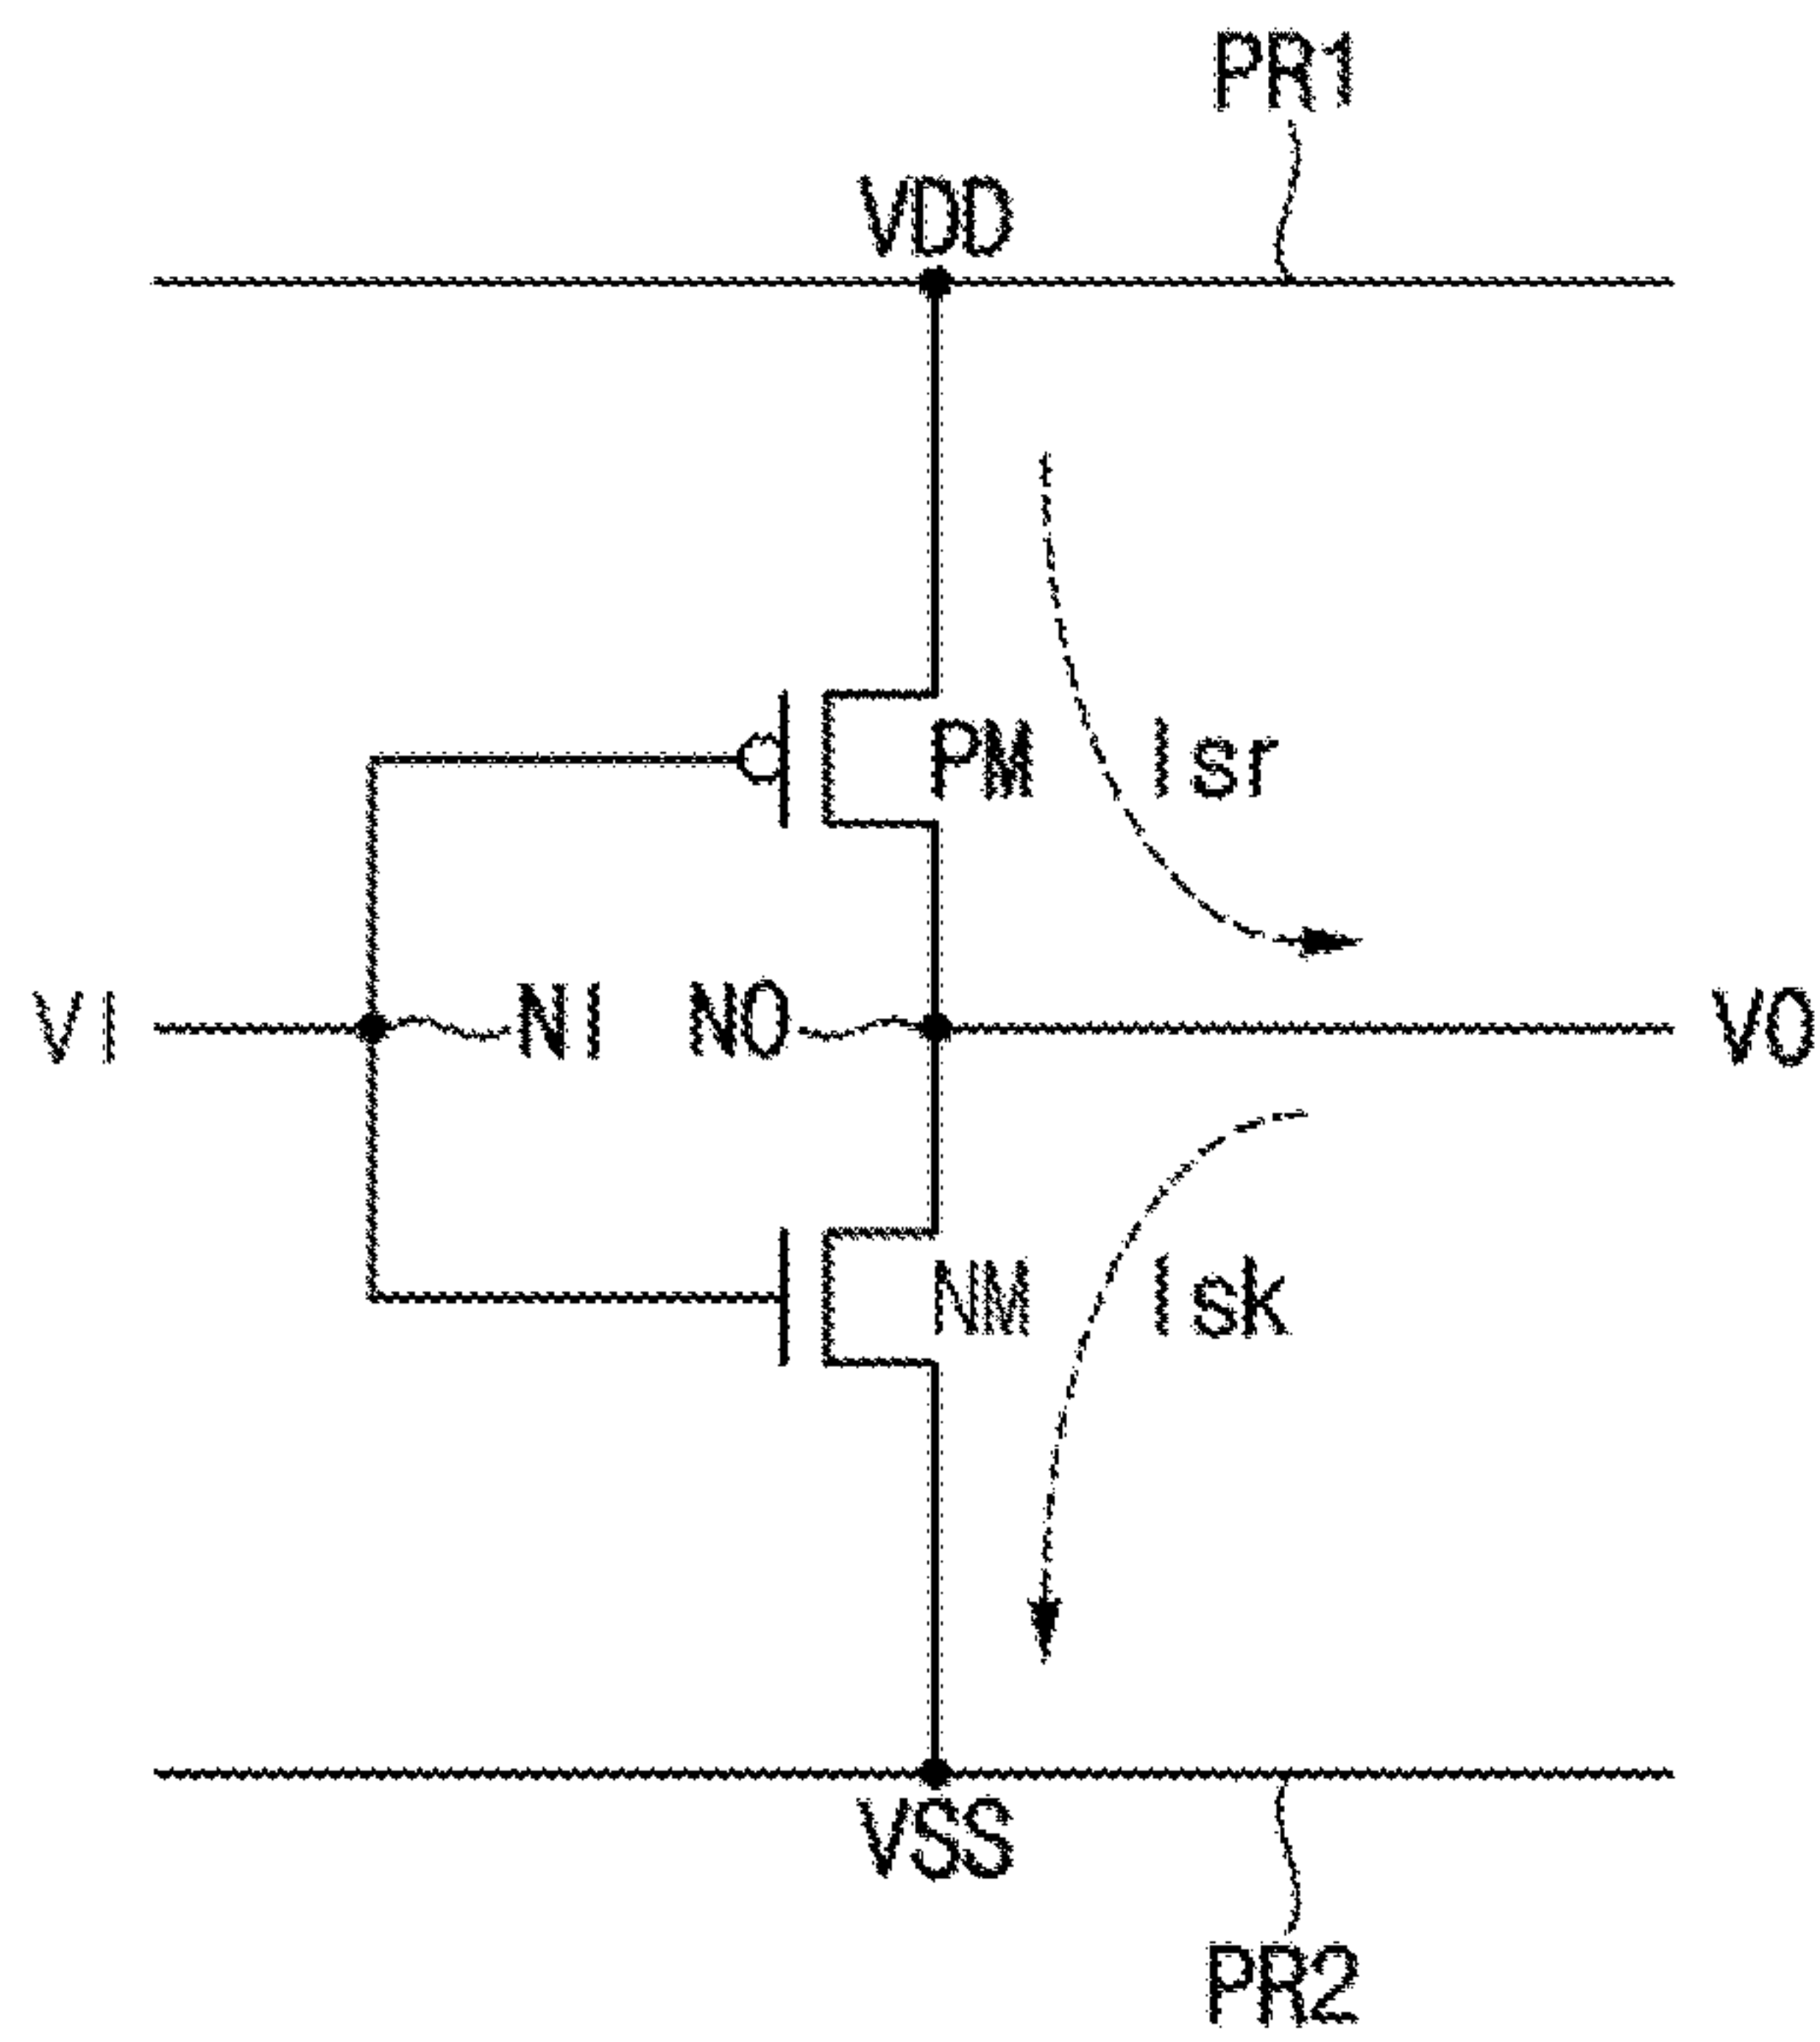 PR1
VDD
PM Isr
VI NI NO VO
NM Isk
VSS
PR2